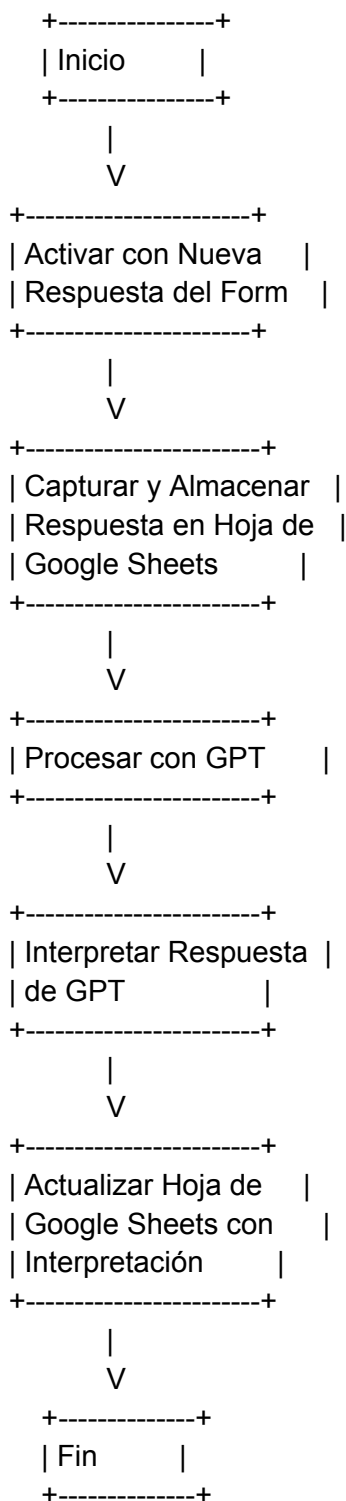 +----------------+
| Inicio         |
+----------------+
|
V
+-----------------------+
| Activar con Nueva     |
| Respuesta del Form    |
+-----------------------+
|
V
+------------------------+
| Capturar y Almacenar   |
| Respuesta en Hoja de   |
| Google Sheets          |
+------------------------+
|
V
+------------------------+
| Procesar con GPT       |
+------------------------+
|
V
+------------------------+
| Interpretar Respuesta  |
| de GPT                 |
+------------------------+
|
V
+------------------------+
| Actualizar Hoja de     |
| Google Sheets con      |
| Interpretación         |
+------------------------+
|
V
+--------------+
| Fin          |
+--------------+